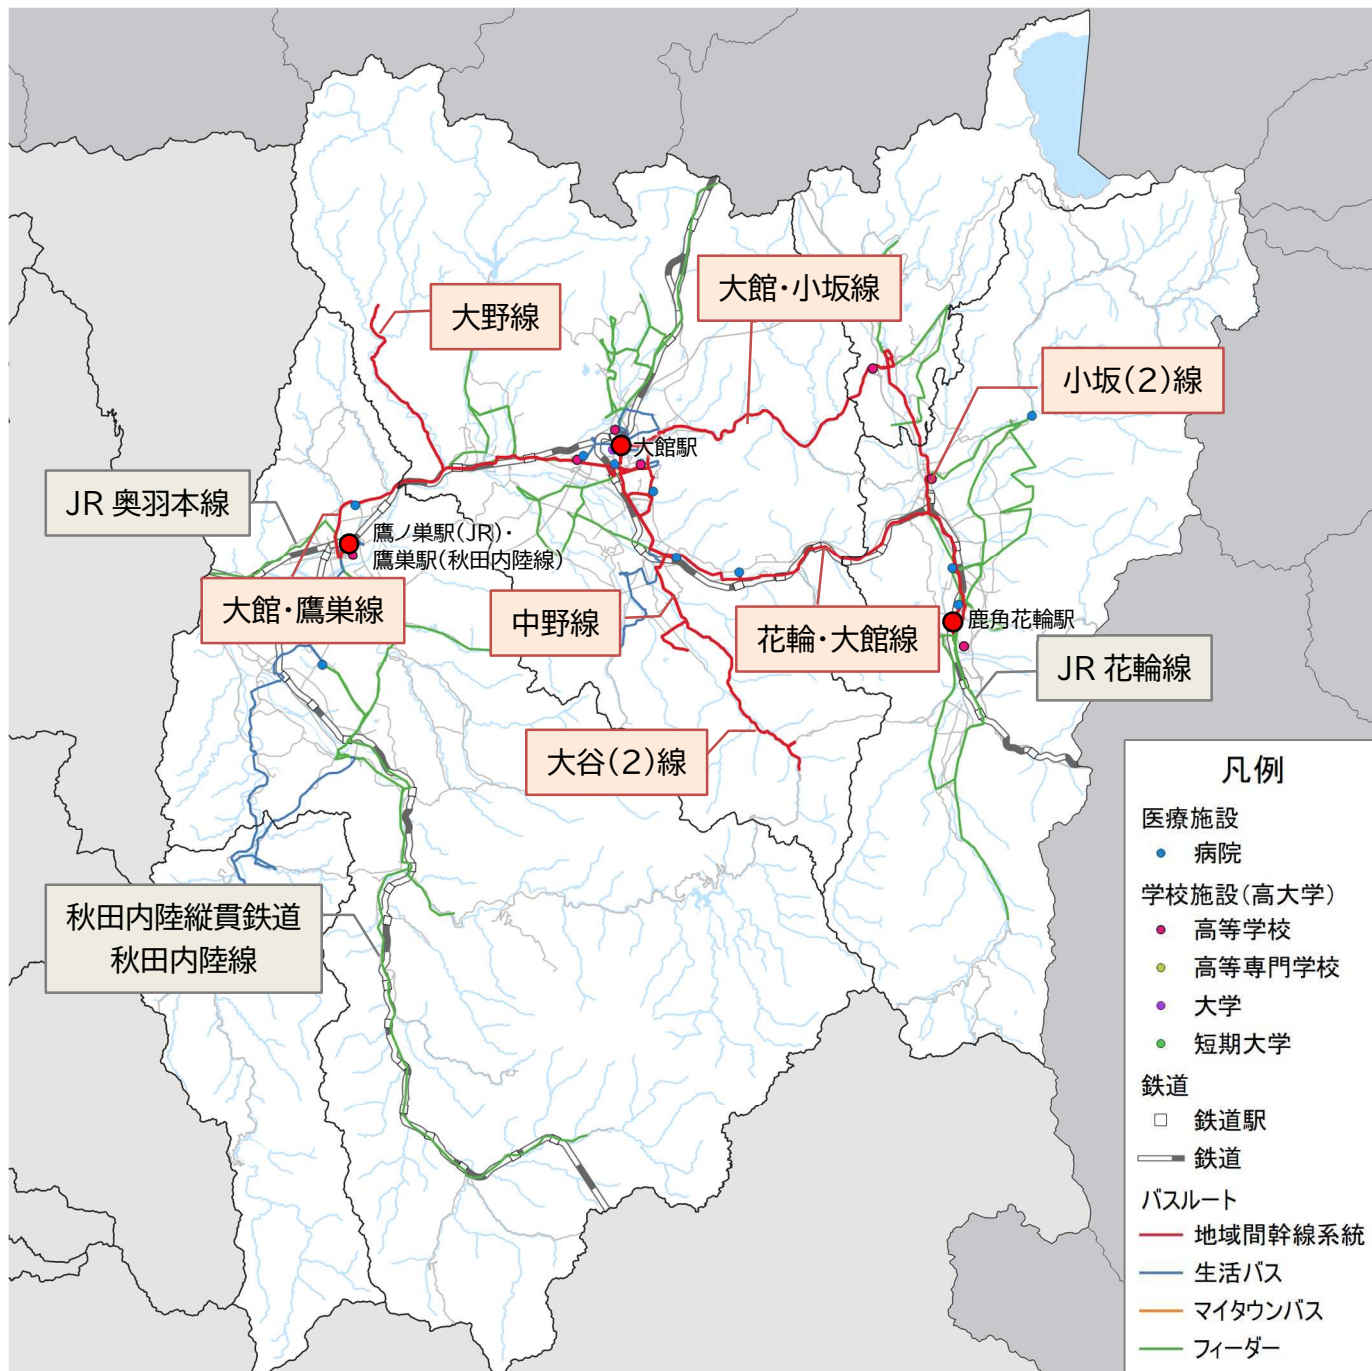 大館・小坂線
大野線
小坂(2)線
大館駅
JR 奥羽本線
鷹ノ巣駅(JR)・
鷹巣駅(秋田内陸線)
大館・鷹巣線
中野線
花輪・大館線
鹿角花輪駅
JR 花輪線
大谷(2)線
秋田内陸縦貫鉄道
秋田内陸線
凡例
医療施設
病院
学校施設(高大学)
高等学校
高等専門学校
大学
短期大学
鉄道
鉄道駅
鉄道
バスルート
地域間幹線系統
生活バス
マイタウンバス
フィーダー